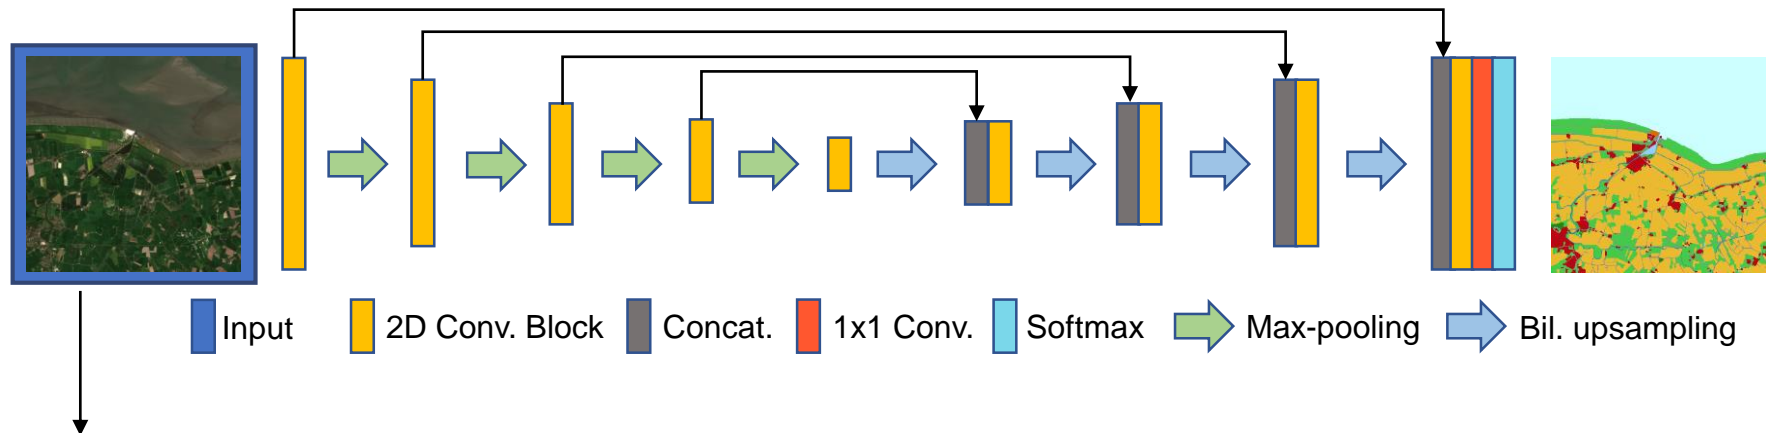 Input 2D Conv. Block Concat. 1x1 Conv. Softmax Max-pooling Bil. upsampling